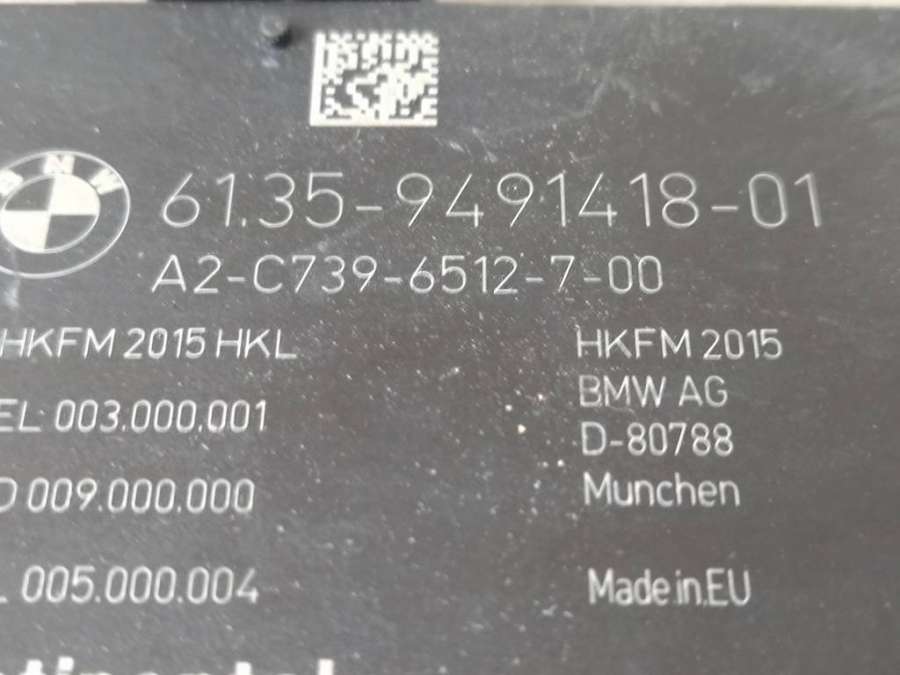 BMW
61.35-9491418-01
A2-C739-6512-7-00
HKFM 2015 HKL
HKFM 2015
BMW AG
EL: 003.000.001
D-80788
009.000.000
Munchen
005.000.004
Made in EU